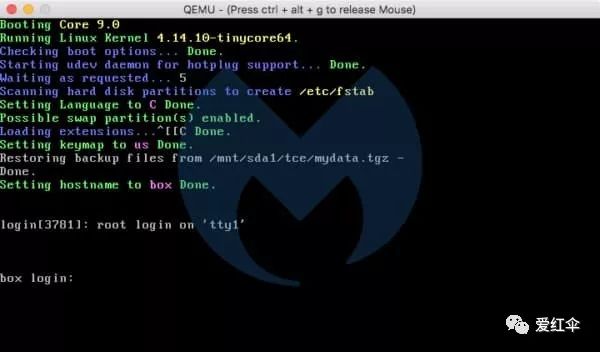 QEMU - (Press ctrl + alt + g to release Mouse)
Booting Core 9.0
Running Linux Kernel 4.14.10-tinycore64.
Checking boot options... Done.
Starting udev daemon for hotplug support... Done.
Waiting as requested... 5
Scanning hard disk partitions to create /etc/fstab
Setting Language to C Done.
Possible swap partition(s) enabled.
Loading extensions...^[[C Done.
Setting keymap to us Done.
Restoring backup files from /mnt/sda1/tce/mydata.tgz -
Done.
Setting hostname to box Done.
login[3781]: root login on 'tty1'
box login:
爱红伞